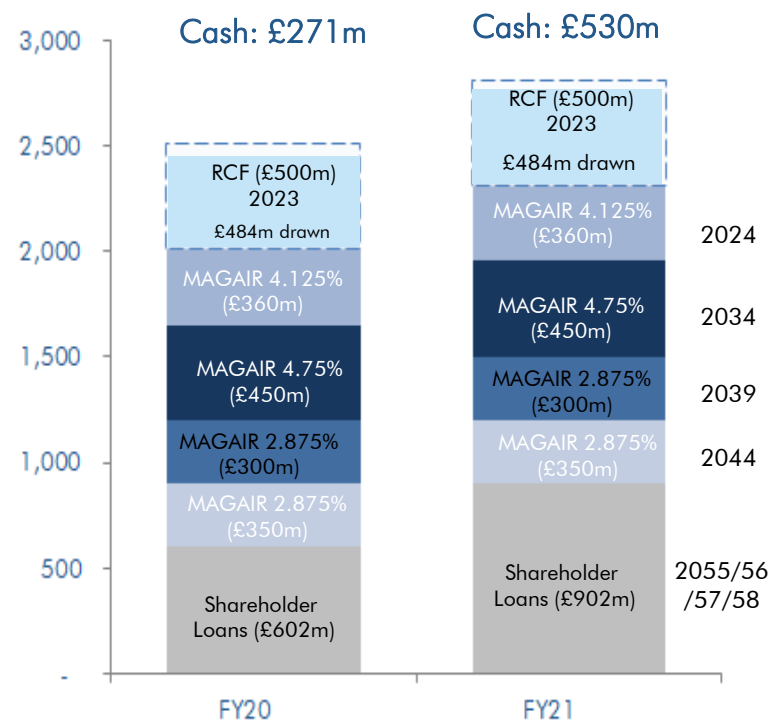 Cash: £271m
Cash: £530m
3,000
2,500
2,000
1,500
1,000
500
-
RCF (£500m)
2023
£484m drawn
MAGAIR 4.125%
(£360m)
MAGAIR 4.75%
(£450m)
MAGAIR 2.875%
(£300m)
MAGAIR 2.875%
(£350m)
Shareholder
Loans (£602m)
RCF (£500m)
2023
£484m drawn
MAGAIR 4.125%
(£360m)
MAGAIR 4.75%
(£450m)
MAGAIR 2.875%
(£300m)
MAGAIR 2.875%
(£350m)
Shareholder
Loans (£902m)
2024
2034
2039
2044
2055/56
/57/58
FY20
FY21